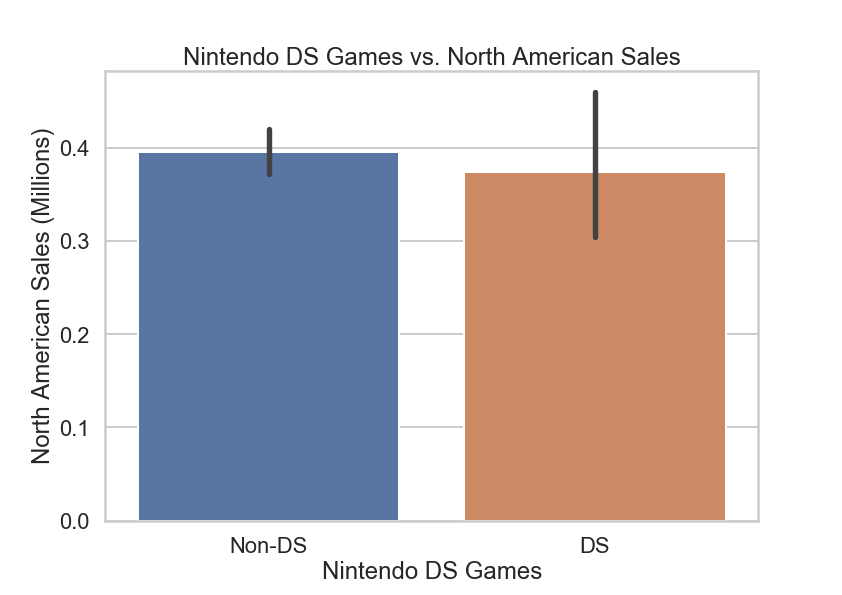 Nintendo DS Games vs. North American Sales
North American Sales (Millions)
0.4
0.3
0.2
0.1
0.0
Non-DS
DS
Nintendo DS Games